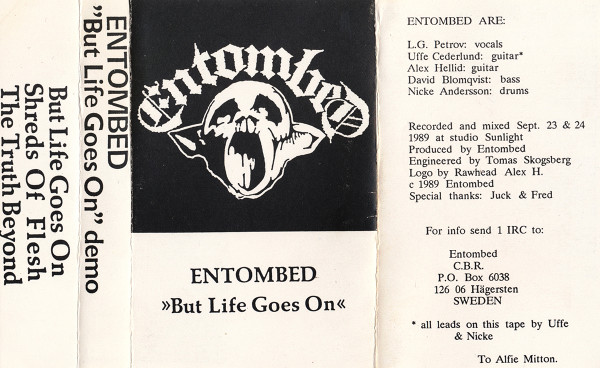 But Life Goes On
Shreds Of Flesh
The Truth Beyond
ENTOMBED
”But Life Goes On” demo
Entombed
ENTOMBED
»But Life Goes On«
ENTOMBED ARE:
L.G. Petrov: vocals
Uffe Cederlund: guitar*
Alex Hellid: guitar
David Blomqvist: bass
Nicke Andersson: drums
Recorded and mixed Sept. 23 & 24
1989 at studio Sunlight
Produced by Entombed
Engineered by Tomas Skogsberg
Logo by Rawhead Alex H.
c 1989 Entombed
Special thanks: Juck & Fred
For info send 1 IRC to:
Entombed
C.B.R.
P.O. Box 6038
126 06 Hägersten
SWEDEN
* all leads on this tape by Uffe
& Nicke
To Alfie Mitton.